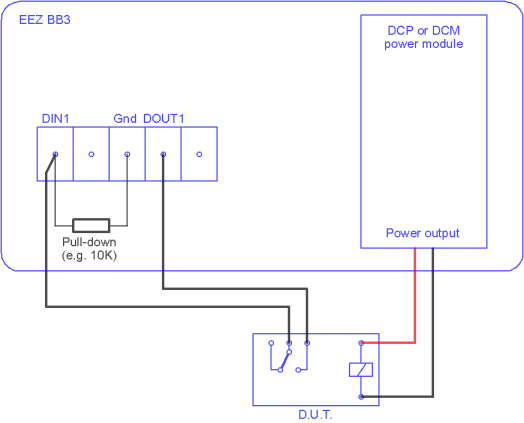 EEZ BB3
DCP or DCM
power module
DIN1
Gnd
DOUT1
Power output
Pull-down
(e.g. 10K)
D.U.T.